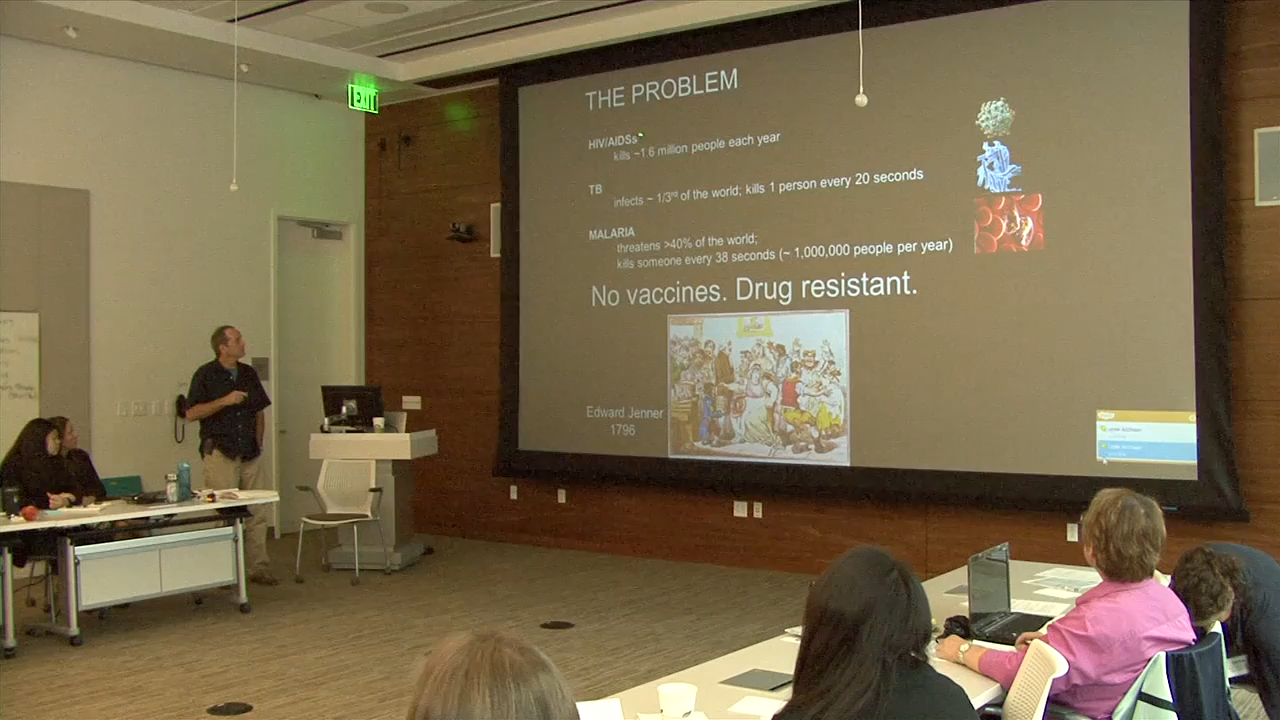 EXIT
THE PROBLEM
HIV/AIDSs
kills ~1.6 million people each year
TB
infects ~ 1/3rd of the world; kills 1 person every 20 seconds
MALARIA
threatens >40% of the world;
kills someone every 38 seconds (~ 1,000,000 people per year)
No vaccines. Drug resistant.
Edward Jenner
1796